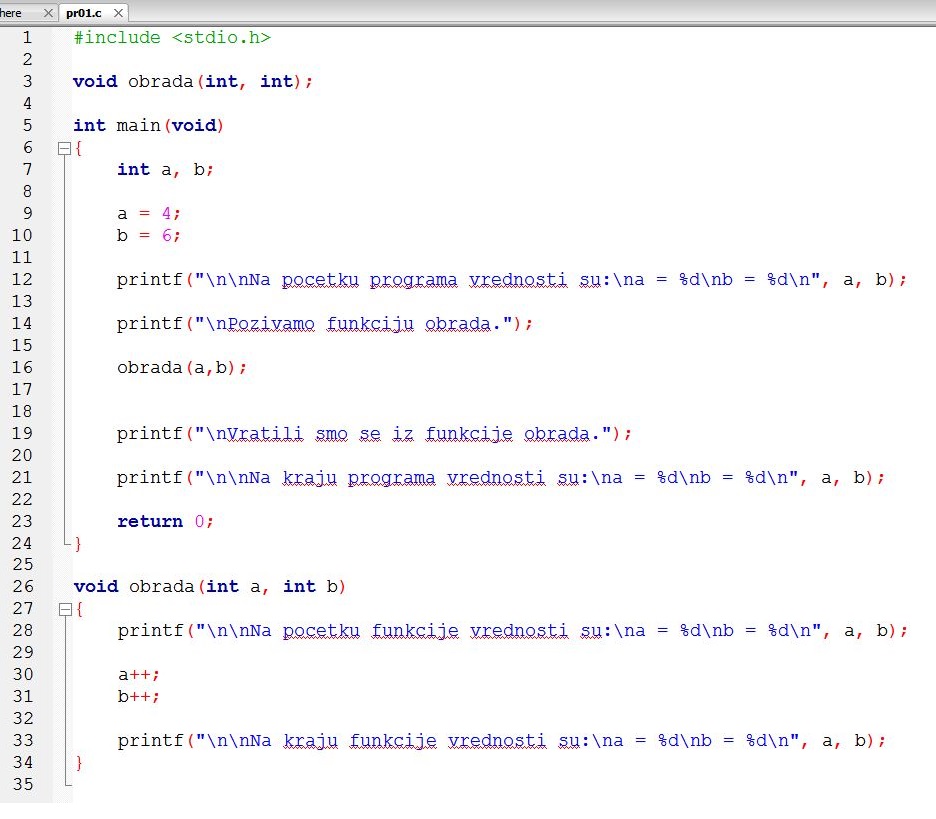 here pr01.c
1 #include <stdio.h>
2
3 void obrada(int, int);
4
5 int main(void)
6 {
7 int a, b;
8
9 a = 4;
10 b = 6;
11
12 printf("\n\nNa pocetku programa vrednosti su:\na = %d\nb = %d\n", a, b);
13
14 printf("\nPozivamo funkciju obrada.");
15
16 obrada(a,b);
17
18
19 printf("\nVratili smo se iz funkcije obrada.");
20
21 printf("\n\nNa kraju programa vrednosti su:\na = %d\nb = %d\n", a, b);
22
23 return 0;
24 }
25
26 void obrada(int a, int b)
27 {
28 printf("\n\nNa pocetku funkcije vrednosti su:\na = %d\nb = %d\n", a, b);
29
30 a++;
31 b++;
32
33 printf("\n\nNa kraju funkcije vrednosti su:\na = %d\nb = %d\n", a, b);
34 }
35